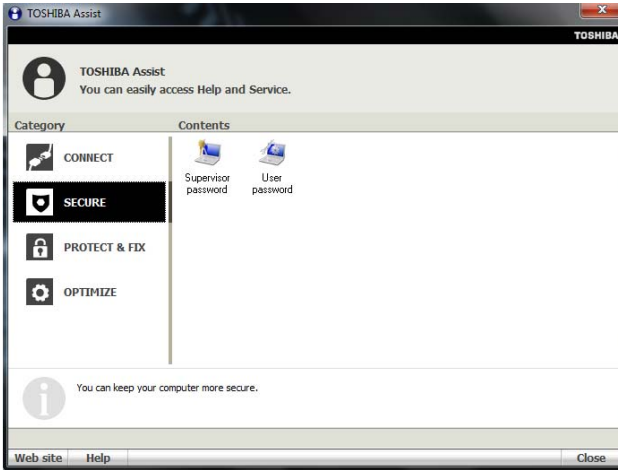 TOSHIBA Assist
TOSHIBA
TOSHIBA Assist
You can easily access Help and Service.
Category
Contents
CONNECT
SECURE
PROTECT & FIX
OPTIMIZE
Supervisor
password
User
password
You can keep your computer more secure.
Web site
Help
Close